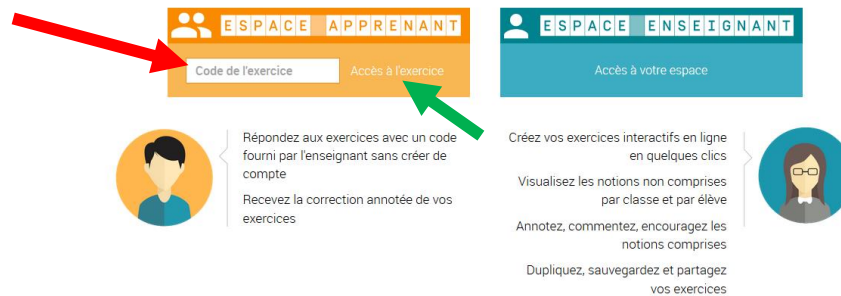 ESPACE APPRENANT
Code de l'exercice
Accès à l'exercice
Répondez aux exercices avec un code
fourni par l'enseignant sans créer de
compte
Recevez la correction annotée de vos
exercices
ESPACE ENSEIGNANT
Accès à votre espace
Créez vos exercices interactifs en ligne
en quelques clics
Visualisez les notions non comprises
par classe et par élève
Annotez, commentez, encouragez les
notions comprises
Dupliquez, sauvegardez et partagez
vos exercices